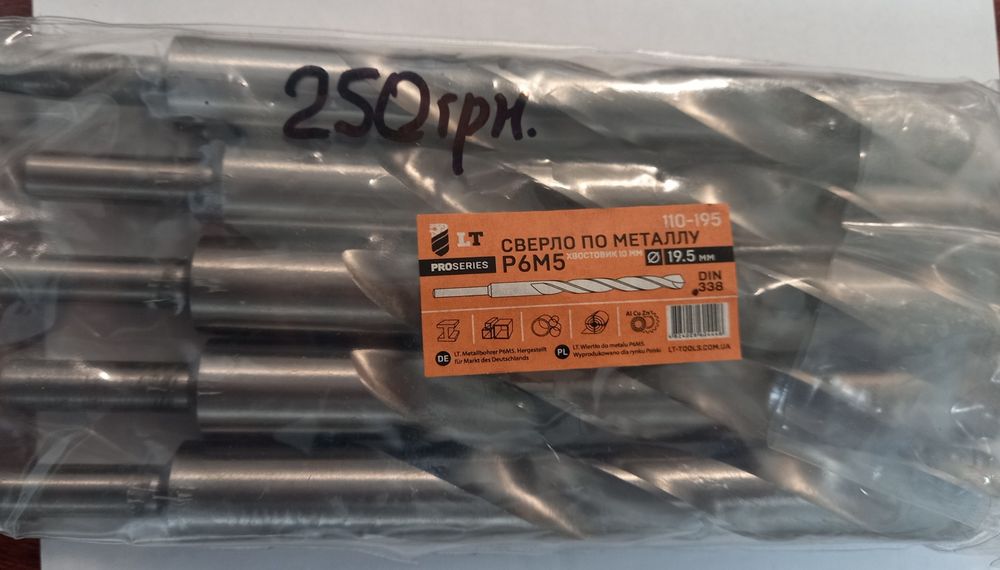 250грн.
110-195
LT
СВЕРЛО ПО МЕТАЛЛУ
PROSERIES
Р6М5
ХВОСТОВИК 10 ММ
Ø 19.5 мм
DIN
338
Al Cu Zn
DE
LT. Metallbohrer P6M5. Hergestellt
für Markt des Deutschlands
PL
LT. Wiertło do metalu P6M5.
Wyprodukowano dla rynku Polski
LT-TOOLS.COM.UA